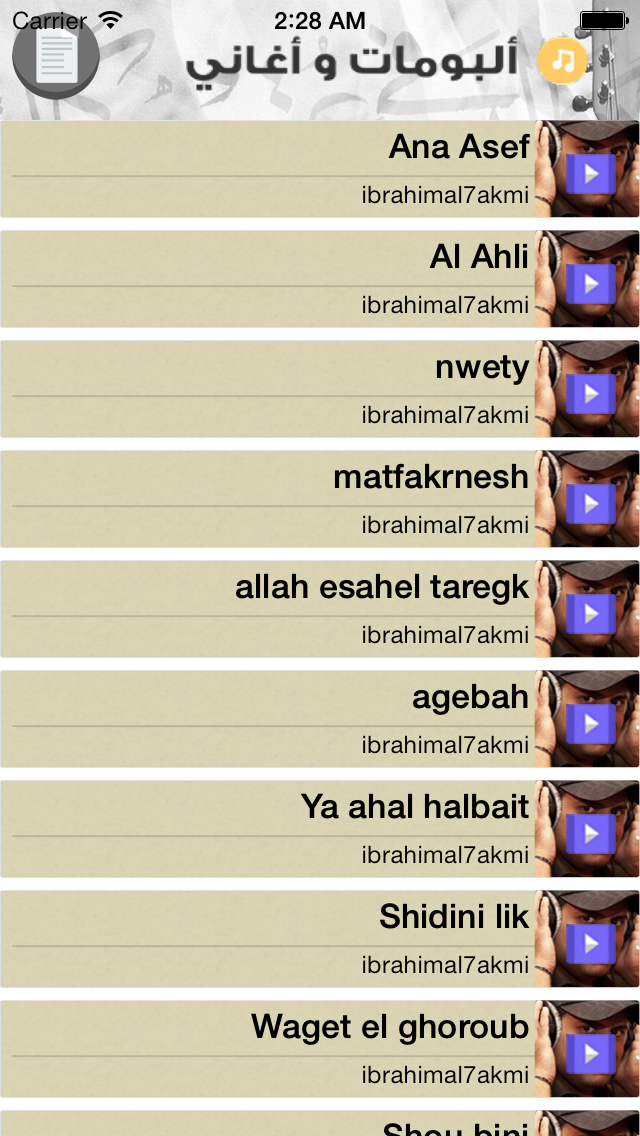 Carrier 2:28 AM
ألبومات و أغاني
Ana Asef
ibrahimal7akmi
Al Ahli
ibrahimal7akmi
nwety
ibrahimal7akmi
matfakrnesh
ibrahimal7akmi
allah esahel taregk
ibrahimal7akmi
agebah
ibrahimal7akmi
Ya ahal halbait
ibrahimal7akmi
Shidini lik
ibrahimal7akmi
Waget el ghoroub
ibrahimal7akmi
Shou bini